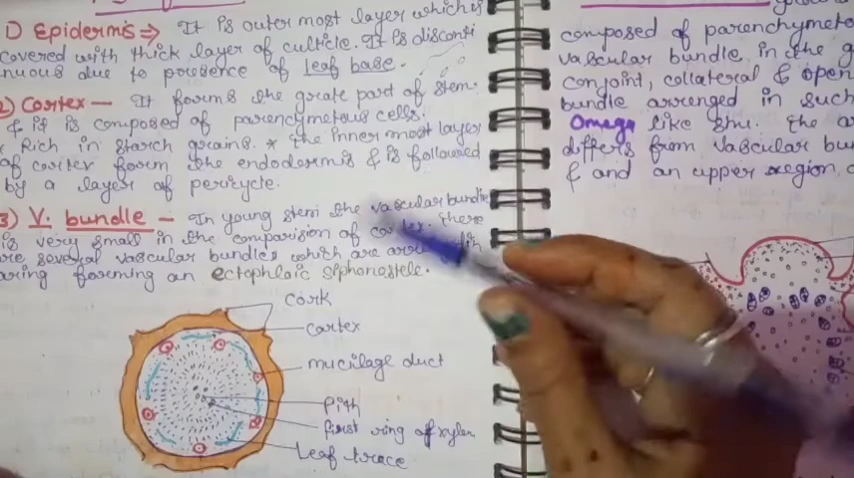 1) Epidermis ⇒ It is outer most layer which is
covered with thick layer of cuticle. It is disconti
nuous due to presence of leaf base.
2) Cortex — It forms the grate part of stem.
& it is composed of parenchymetous cells.
* Rich in starch grains. * the inner most layer
of cortex form the endodermis & is followed
by a layer of pericycle.
3) V. bundle — In young stem the vascular bundle
is very small in the comparision of cortex. There
are several vascular bundles which are
aring forming an ectophloic siphonostele.
cork
cortex
mucilage duct
pith
first ring of xylem
Leaf trace
composed of parenchymeto
vascular bundle in the
conjoint, collateral & open
bundle arranged in such
Omega like shu. The
differs from vascular bu
& and an upper region